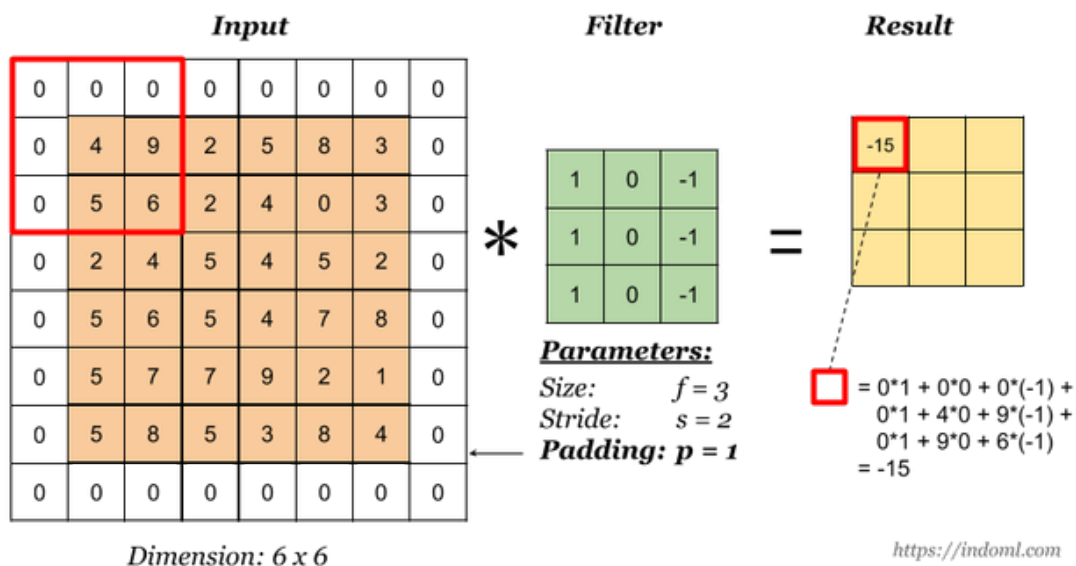 Input Filter Result
0 0 0 0 0 0 0 0
0 4 9 2 5 8 3 0
0 5 6 2 4 0 3 0
0 2 4 5 4 5 2 0
0 5 6 5 4 7 8 0
0 5 7 7 9 2 1 0
0 5 8 5 3 8 4 0
0 0 0 0 0 0 0 0
Dimension: 6 x 6
*
1 0 -1
1 0 -1
1 0 -1
Parameters:
Size: f = 3
Stride: s = 2
Padding: p = 1
=
-15
= 0*1 + 0*0 + 0*(-1) +
0*1 + 4*0 + 9*(-1) +
0*1 + 9*0 + 6*(-1)
= -15
https://indoml.com